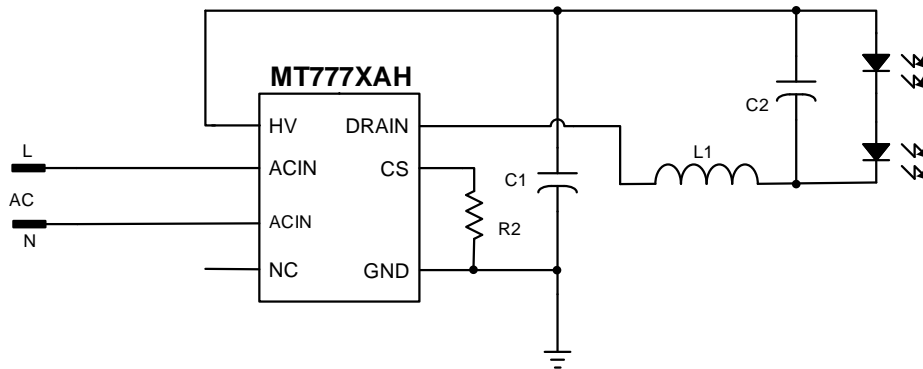 MT777XAH
HV
DRAIN
C2
L
ACIN
CS
C1
L1
AC
ACIN
R2
N
NC
GND